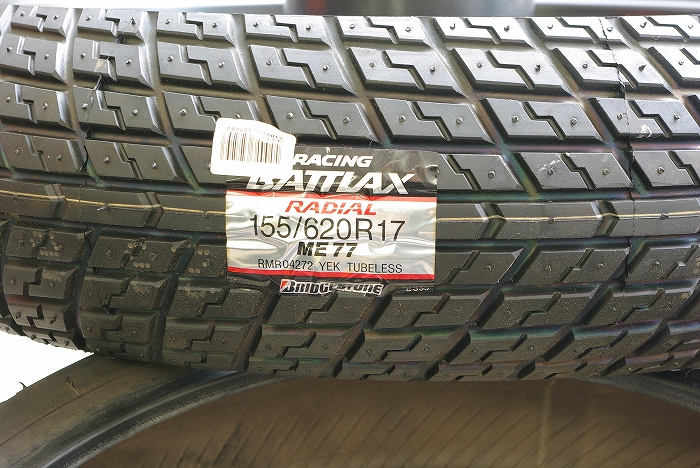 RACING
BATTLAX
RADIAL
155/620R17
ME77
RMR04272 YEK TUBELESS
BRIDGESTONE